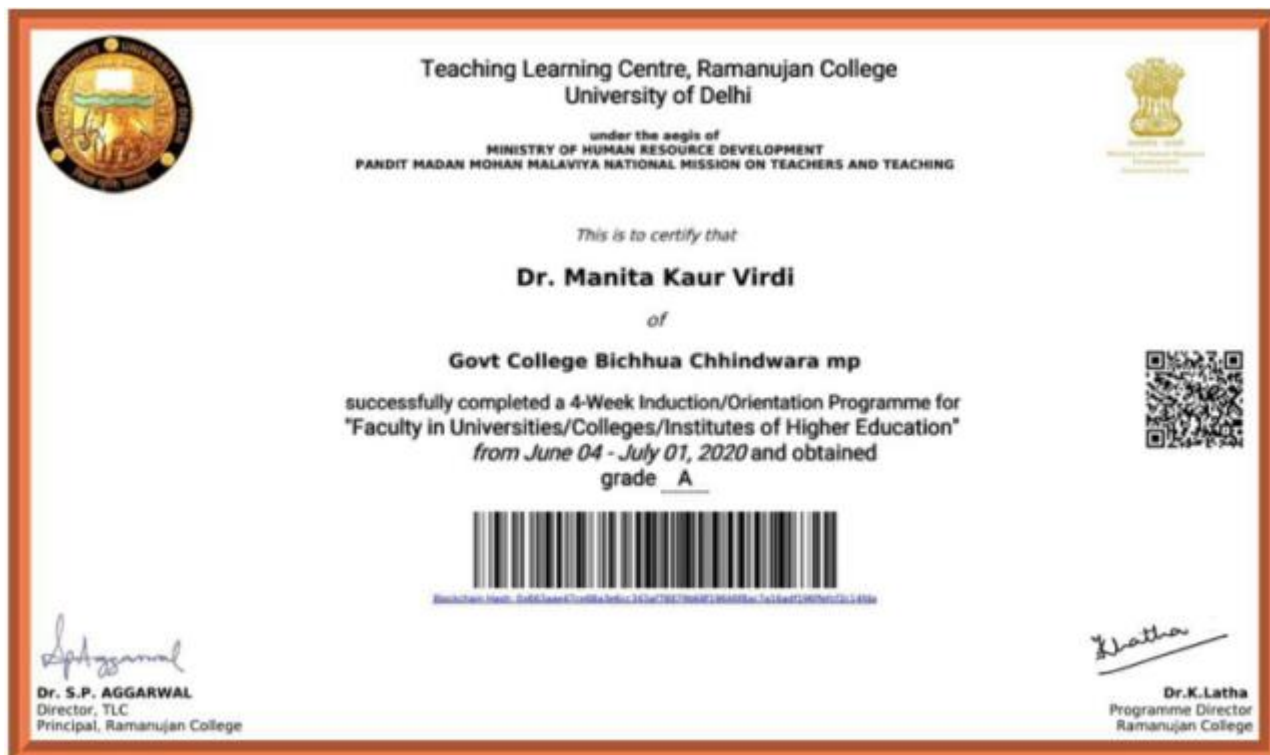 Teaching Learning Centre, Ramanujan College
University of Delhi
under the aegis of
MINISTRY OF HUMAN RESOURCE DEVELOPMENT
PANDIT MADAN MOHAN MALAVIYA NATIONAL MISSION ON TEACHERS AND TEACHING
This is to certify that
Dr. Manita Kaur Virdi
of
Govt College Bichhua Chhindwara mp
successfully completed a 4-Week Induction/Orientation Programme for
"Faculty in Universities/Colleges/Institutes of Higher Education"
from June 04 - July 01, 2020 and obtained
grade A
Blockchain Hash:
SpAggarwal
Klatha
Dr. S.P. AGGARWAL
Director, TLC
Principal, Ramanujan College
Dr.K.Latha
Programme Director
Ramanujan College